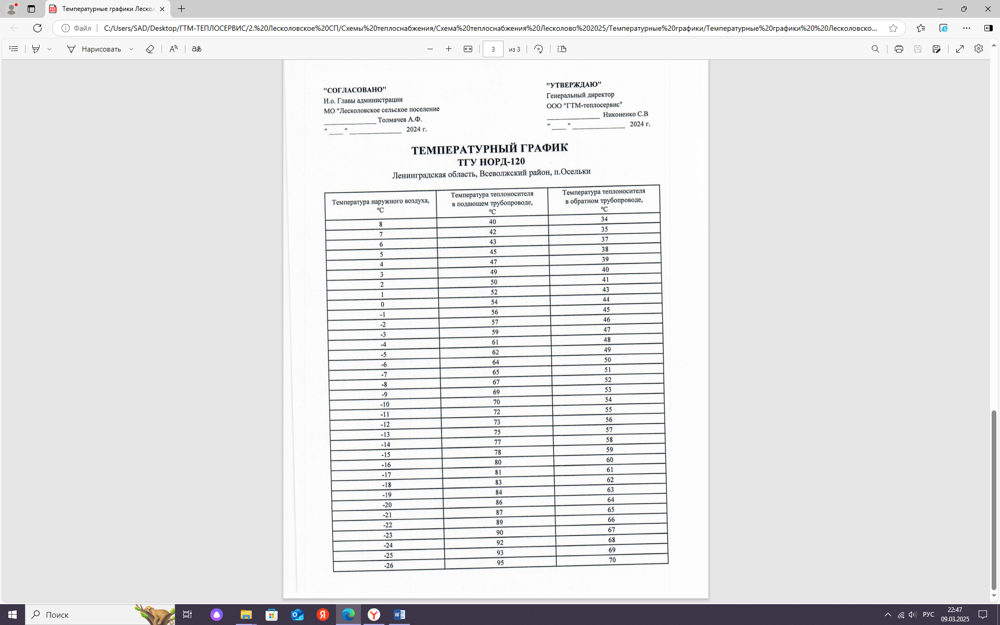 Температурные графики Лескол
Файл
C:/Users/SAD/Desktop/ГТМ-ТЕПЛОСЕРВИС/2.%20Лесколовское%20СП/Схемы%20теплоснабжения/Схема%20теплоснабжения%20Лесколово%202025/Температурные%20графики/Температурные%20графики%20%20Лесколовско...
Нарисовать
3 из 3
"СОГЛАСОВАНО"
И.о. Главы администрации
МО "Лесколовское сельское поселение
_______________ Толмачев А.Ф.
" ____ " _______________ 2024 г.
"УТВЕРЖДАЮ"
Генеральный директор
ООО "ГТМ-теплосервис"
_______________ Никоненко С.В
" ____ " _______________ 2024 г.
ТЕМПЕРАТУРНЫЙ ГРАФИК
ТГУ НОРД-120
Ленинградская область, Всеволжский район, п.Осельки
Температура наружного воздуха,
°С
Температура теплоносителя
в подающем трубопроводе,
°С
Температура теплоносителя
в обратном трубопроводе,
°С
8 40 34
7 42 35
6 43 37
5 45 38
4 47 39
3 49 40
2 50 41
1 52 43
0 54 44
-1 56 45
-2 57 46
-3 59 47
-4 61 48
-5 62 49
-6 64 50
-7 65 51
-8 67 52
-9 69 53
-10 70 54
-11 72 55
-12 73 56
-13 75 57
-14 77 58
-15 78 59
-16 80 60
-17 81 61
-18 83 62
-19 84 63
-20 86 64
-21 87 65
-22 89 66
-23 90 67
-24 92 68
-25 93 69
-26 95 70
Поиск
РУС
22:47
09.03.2025